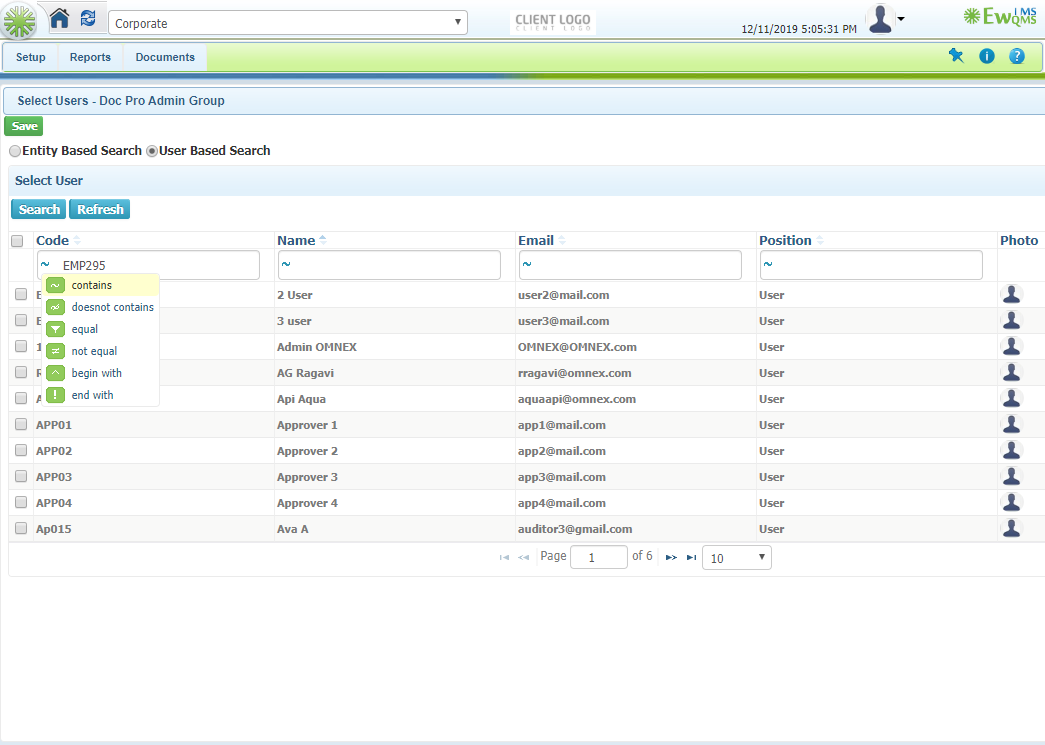 Corporate
CLIENT LOGO
CLIENT LOGO
12/11/2019 5:05:31 PM
EwQMS
iMS
Setup Reports Documents
Select Users - Doc Pro Admin Group
Save
Entity Based Search User Based Search
Select User
Search Refresh
Code Name Email Position Photo
~ EMP295 ~ ~ ~
contains
E 2 User user2@mail.com User
doesnot contains
E 3 user user3@mail.com User
equal
1 Admin OMNEX OMNEX@OMNEX.com User
not equal
R AG Ragavi rragavi@omnex.com User
begin with
A Api Aqua aquaapi@omnex.com User
end with
APP01 Approver 1 app1@mail.com User
APP02 Approver 2 app2@mail.com User
APP03 Approver 3 app3@mail.com User
APP04 Approver 4 app4@mail.com User
Ap015 Ava A auditor3@gmail.com User
Page 1 of 6 10